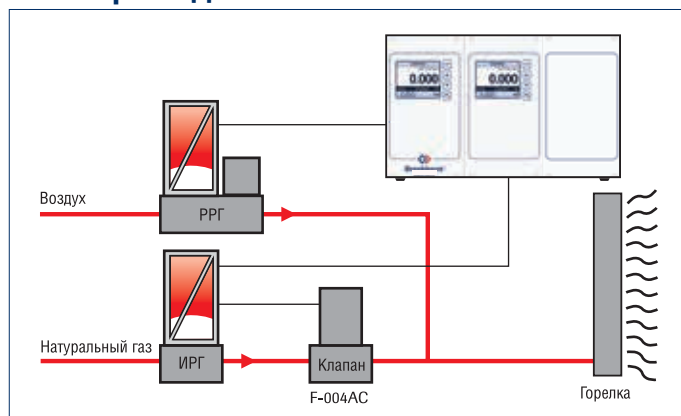 0.000
0.000
Воздух
РРГ
Натуральный газ
ИРГ
Клапан
F-004AC
Горелка